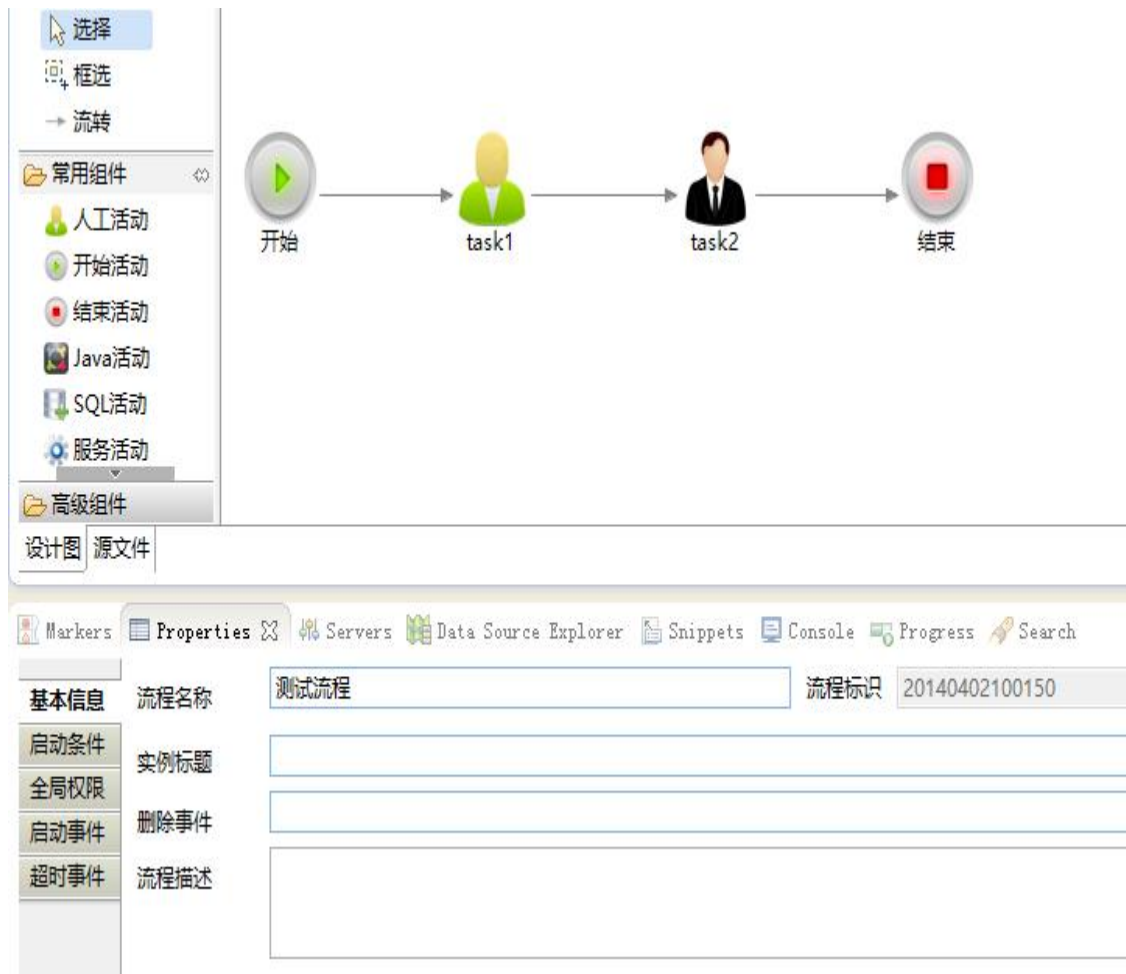 选择
框选
流转
常用组件
人工活动
开始活动
结束活动
Java活动
SQL活动
服务活动
高级组件
开始 task1 task2 结束
设计图 源文件
Markers Properties Servers Data Source Explorer Snippets Console Progress Search
基本信息
启动条件
全局权限
启动事件
超时事件
流程名称 测试流程 流程标识 20140402100150
实例标题
删除事件
流程描述